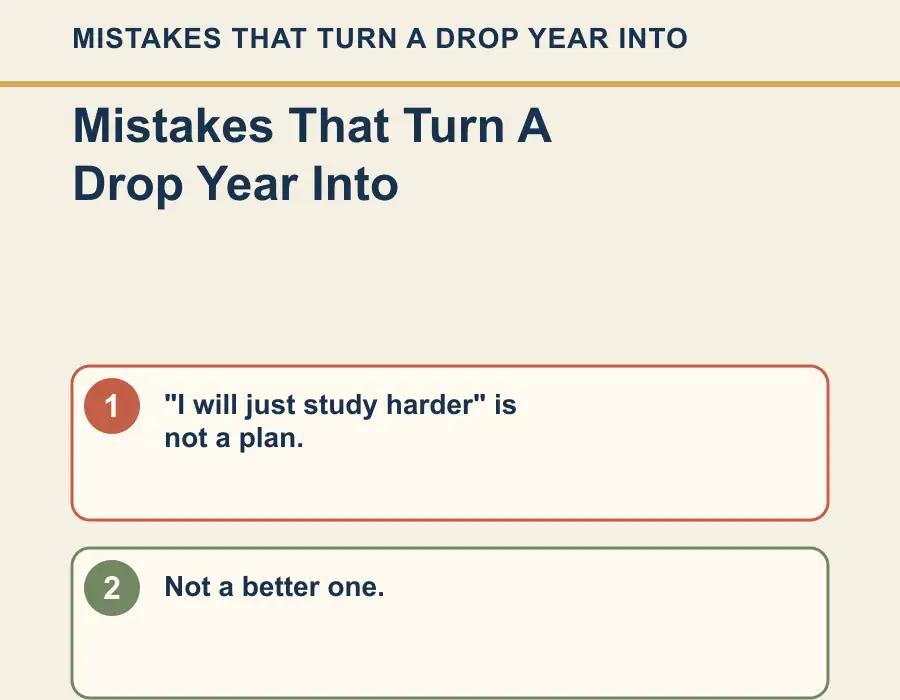 MISTAKES THAT TURN A DROP YEAR INTO
Mistakes That Turn A
Drop Year Into
1
"I will just study harder" is
not a plan.
2
Not a better one.